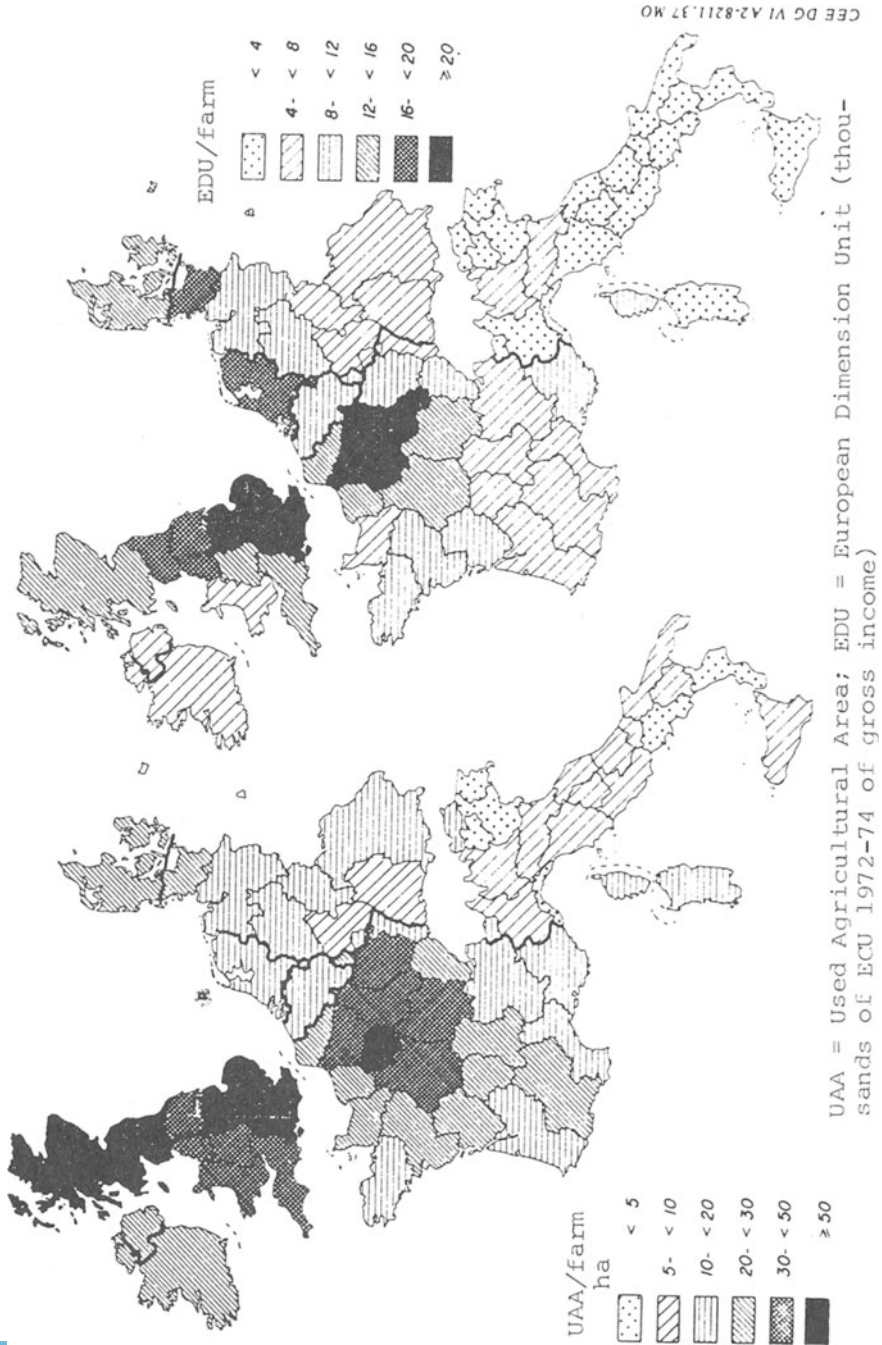 CEE DG VI A2-8211.37 MO
EDU/farm
< 4
4- < 8
8- < 12
12- < 16
16- < 20
≥ 20
UAA/farm
ha
< 5
5- < 10
10- < 20
20- < 30
30- < 50
≥ 50
UAA = Used Agricultural Area; EDU = European Dimension Unit (thou-
sands of ECU 1972-74 of gross income)